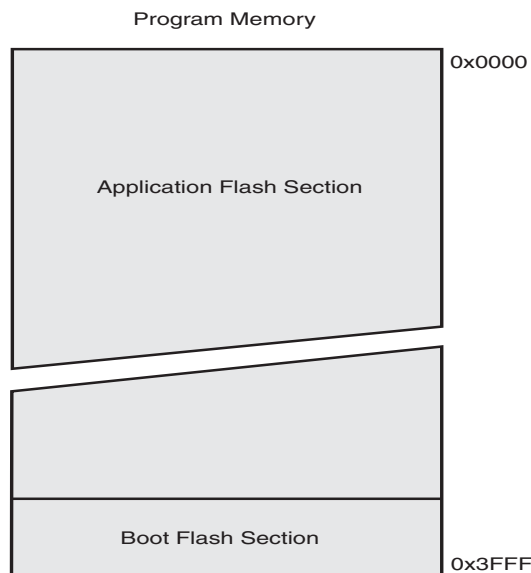 Program Memory
0x0000
Application Flash Section
Boot Flash Section
0x3FFF